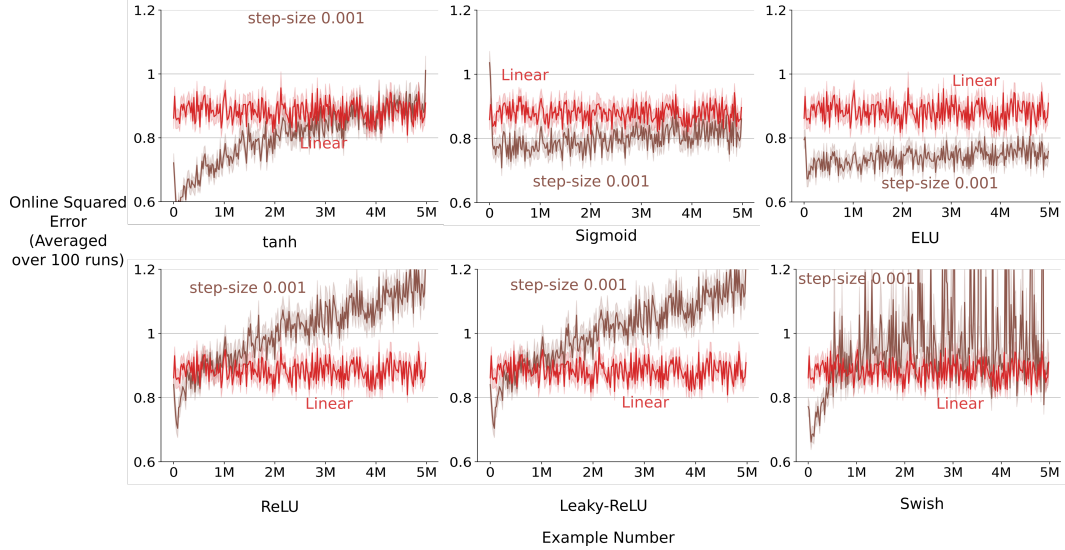 1.2
1
0.8
0.6
step-size 0.001
Linear
0 1M 2M 3M 4M 5M
tanh
1.2
1
0.8
0.6
Linear
step-size 0.001
0 1M 2M 3M 4M 5M
Sigmoid
1.2
1
0.8
0.6
Linear
step-size 0.001
0 1M 2M 3M 4M 5M
ELU
Online Squared
Error
(Averaged
over 100 runs)
1.2
1
0.8
0.6
step-size 0.001
Linear
0 1M 2M 3M 4M 5M
ReLU
1.2
1
0.8
0.6
step-size 0.001
Linear
0 1M 2M 3M 4M 5M
Leaky-ReLU
1.2
1
0.8
0.6
step-size 0.001
Linear
0 1M 2M 3M 4M 5M
Swish
Example Number